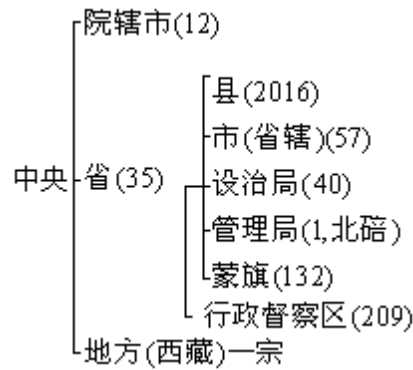 院辖市(12)
县(2016)
市(省辖)(57)
中央
省(35)
设治局(40)
管理局(1,北碚)
蒙旗(132)
行政督察区(209)
地方(西藏)一宗